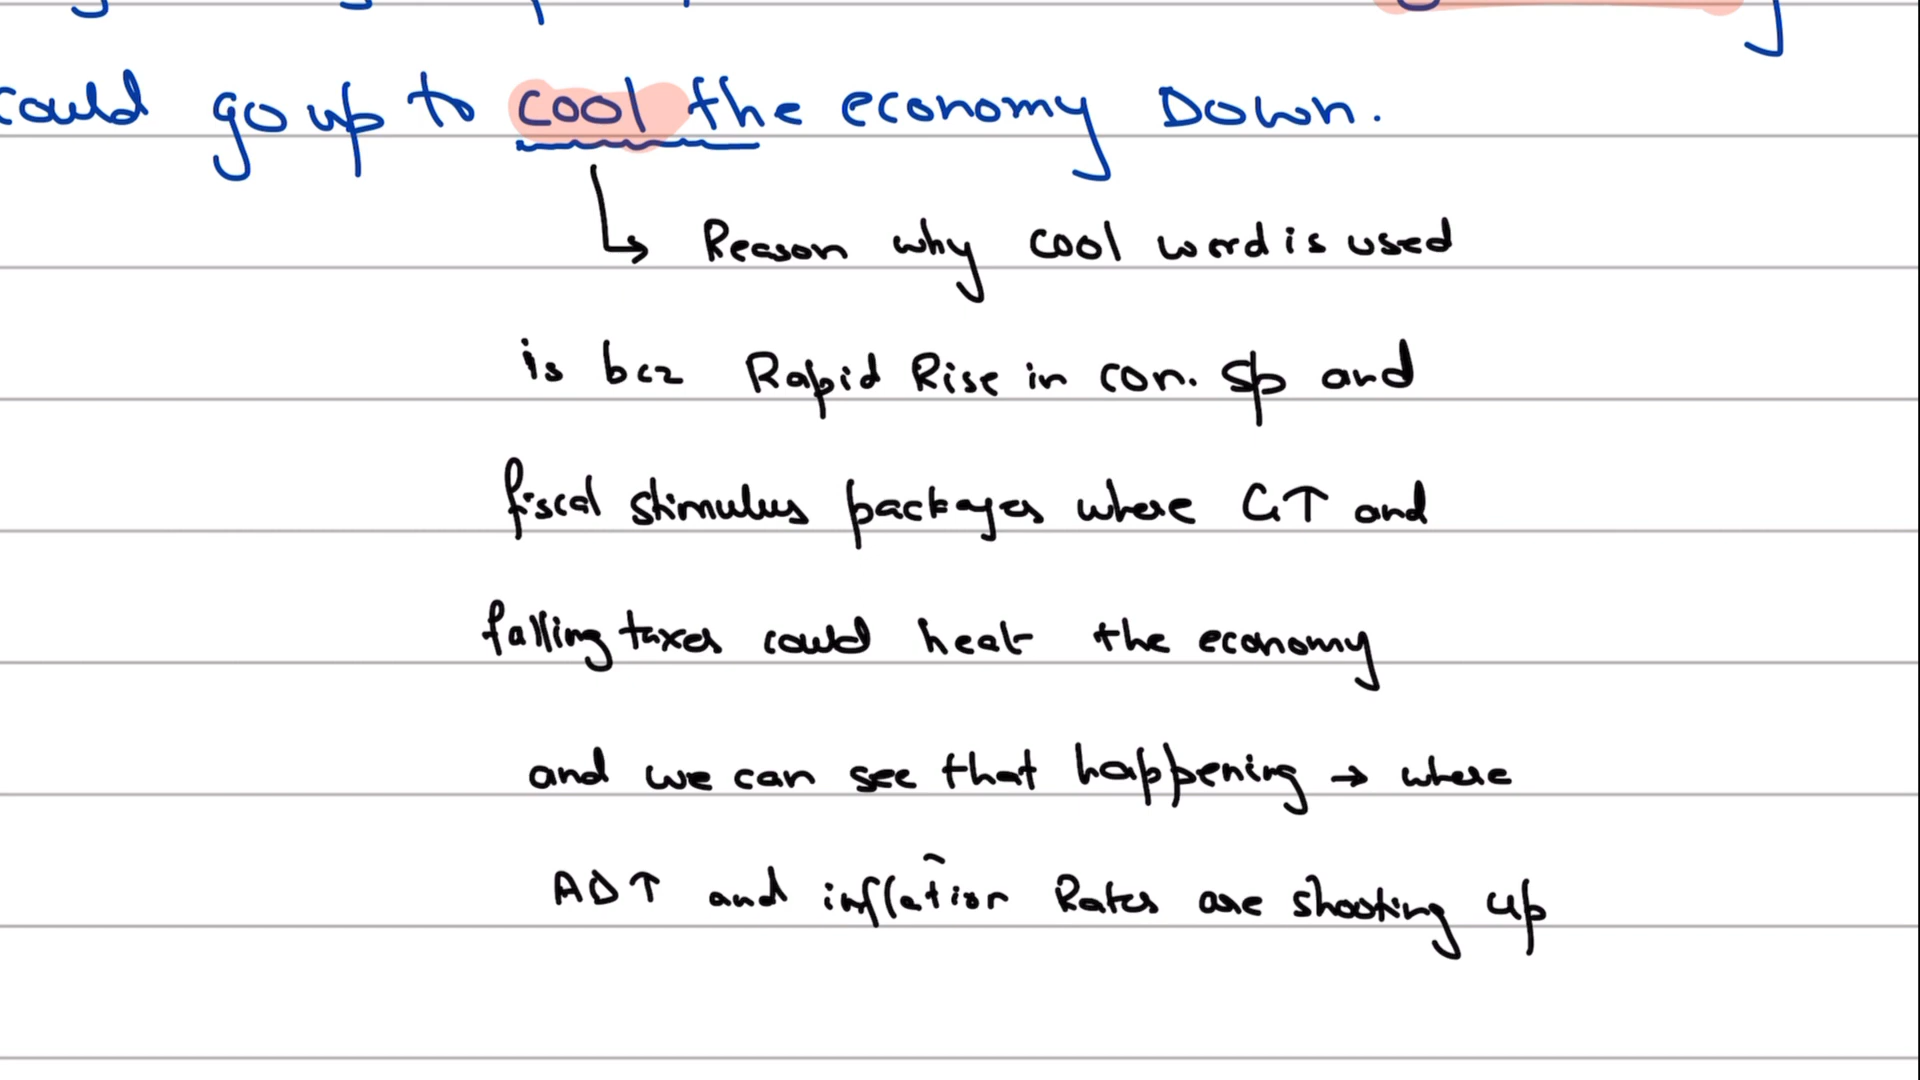 could go up to cool the economy Down.
↳ Reason why cool word is used
is bcz Rapid Rise in con. sp and
fiscal stimulus packages where G↑ and
falling taxes could heat the economy
and we can see that happening → where
AD↑ and inflation Rates are shooting up